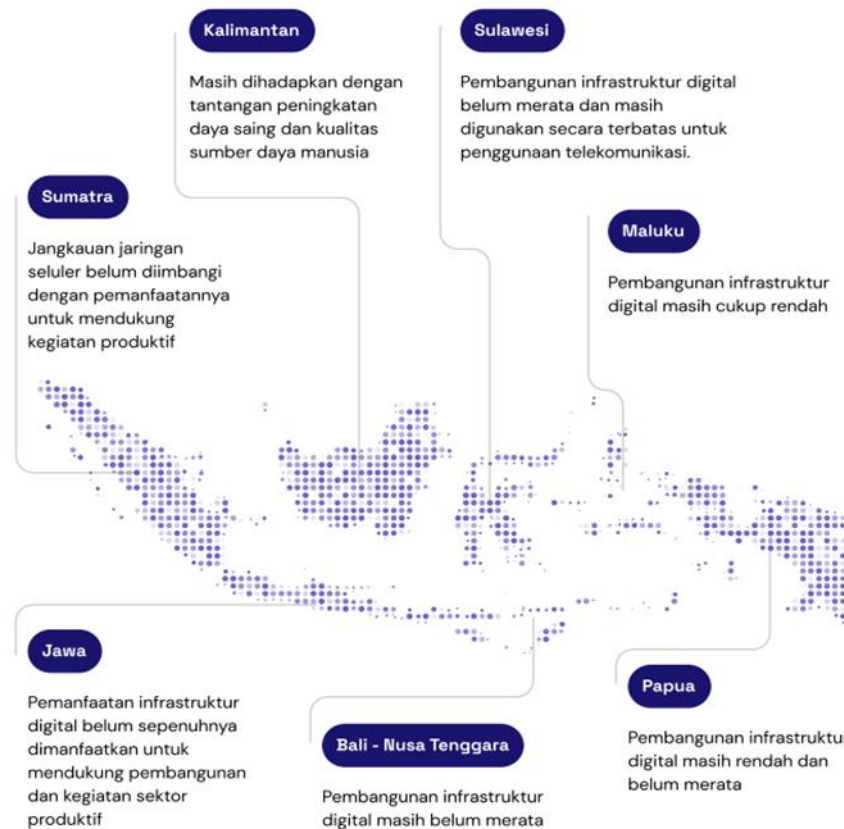 Kalimantan
Masih dihadapkan dengan
tantangan peningkatan
daya saing dan kualitas
sumber daya manusia
Sulawesi
Pembangunan infrastruktur digital
belum merata dan masih
digunakan secara terbatas untuk
penggunaan telekomunikasi.
Sumatra
Jangkauan jaringan
seluler belum diimbangi
dengan pemanfaatannya
untuk mendukung
kegiatan produktif
Maluku
Pembangunan infrastruktur
digital masih cukup rendah
Jawa
Pemanfaatan infrastruktur
digital belum sepenuhnya
dimanfaatkan untuk
mendukung pembangunan
dan kegiatan sektor
produktif
Bali - Nusa Tenggara
Pembangunan infrastruktur
digital masih belum merata
Papua
Pembangunan infrastruktur
digital masih rendah dan
belum merata